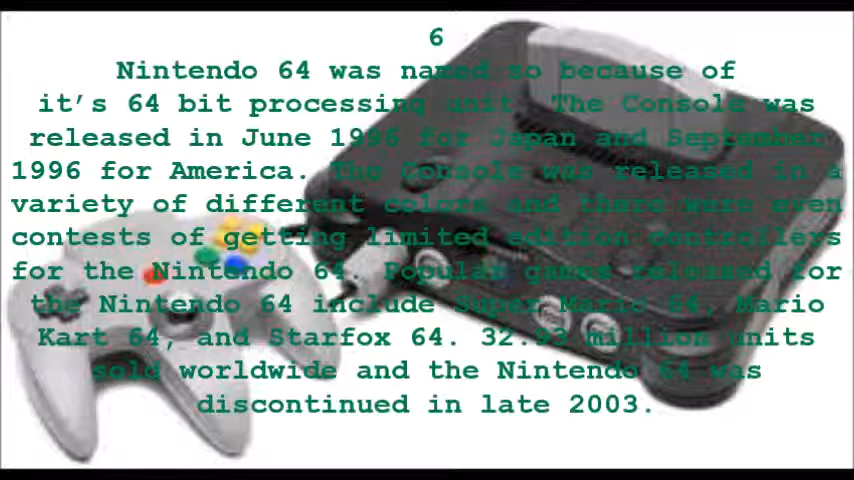 6
Nintendo 64 was named so because of
it's 64 bit processing unit. The Console was
released in June 1996 for Japan and September
1996 for America. The Console was released in a
variety of different colors and there were even
contests of getting limited edition controllers
for the Nintendo 64. Popular games released for
the Nintendo 64 include Super Mario 64, Mario
Kart 64, and Starfox 64. 32.93 million units
sold worldwide and the Nintendo 64 was
discontinued in late 2003.